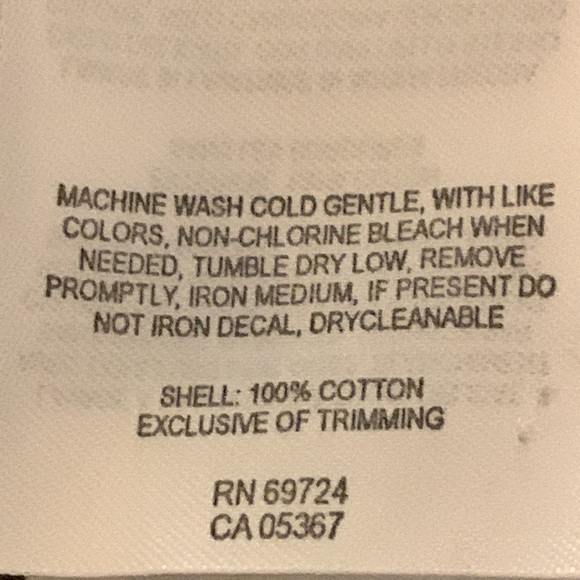 MACHINE WASH COLD GENTLE, WITH LIKE
COLORS, NON-CHLORINE BLEACH WHEN
NEEDED, TUMBLE DRY LOW, REMOVE
PROMPTLY, IRON MEDIUM, IF PRESENT DO
NOT IRON DECAL, DRYCLEANABLE
SHELL: 100% COTTON
EXCLUSIVE OF TRIMMING
RN 69724
CA 05367